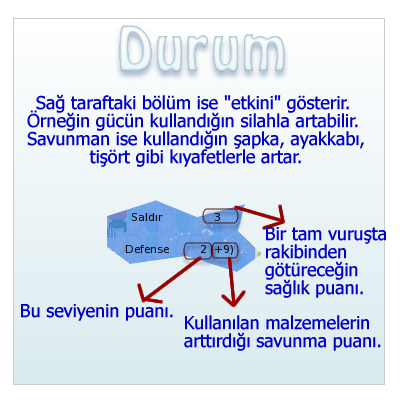 Durum
Sağ taraftaki bölüm ise "etkini" gösterir.
Örneğin gücün kullandığın silahla artabilir.
Savunman ise kullandığın şapka, ayakkabı,
tişört gibi kıyafetlerle artar.
Saldır 3
Defense 2 (+9)
Bir tam vuruşta
rakibinden
götüreceğin
sağlık puanı.
Bu seviyenin puanı.
Kullanılan malzemelerin
arttırdığı savunma puanı.